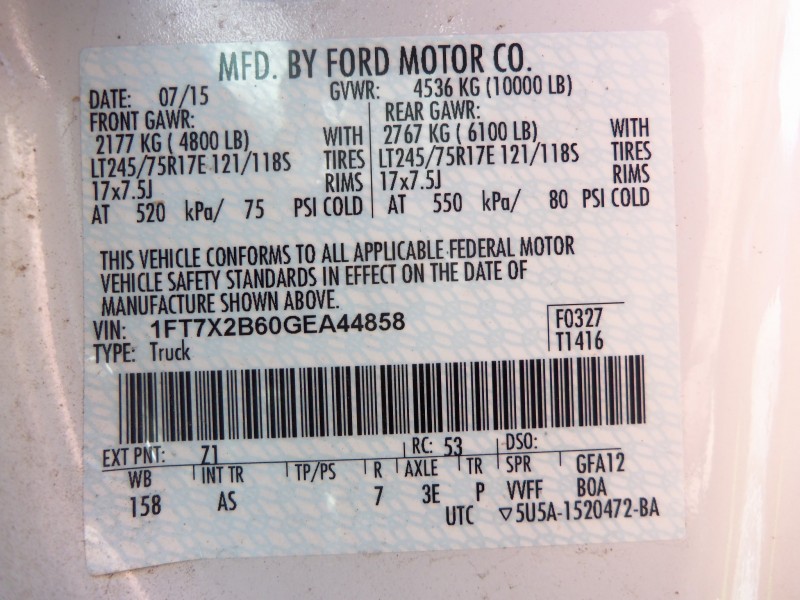 MFD. BY FORD MOTOR CO.
DATE: 07/15 GVWR: 4536 KG (10000 LB)
FRONT GAWR: REAR GAWR:
2177 KG ( 4800 LB) WITH 2767 KG ( 6100 LB) WITH
LT245/75R17E 121/118S TIRES LT245/75R17E 121/118S TIRES
17x7.5J RIMS 17x7.5J RIMS
AT 520 kPa/ 75 PSI COLD AT 550 kPa/ 80 PSI COLD
THIS VEHICLE CONFORMS TO ALL APPLICABLE FEDERAL MOTOR
VEHICLE SAFETY STANDARDS IN EFFECT ON THE DATE OF
MANUFACTURE SHOWN ABOVE.
VIN: 1FT7X2B60GEA44858 F0327
TYPE: Truck T1416
EXT PNT: Z1 RC: 53 DSO:
WB INT TR TP/PS R AXLE TR SPR GFA12
158 AS 7 3E P VVFF BOA
UTC ▽5U5A-1520472-BA